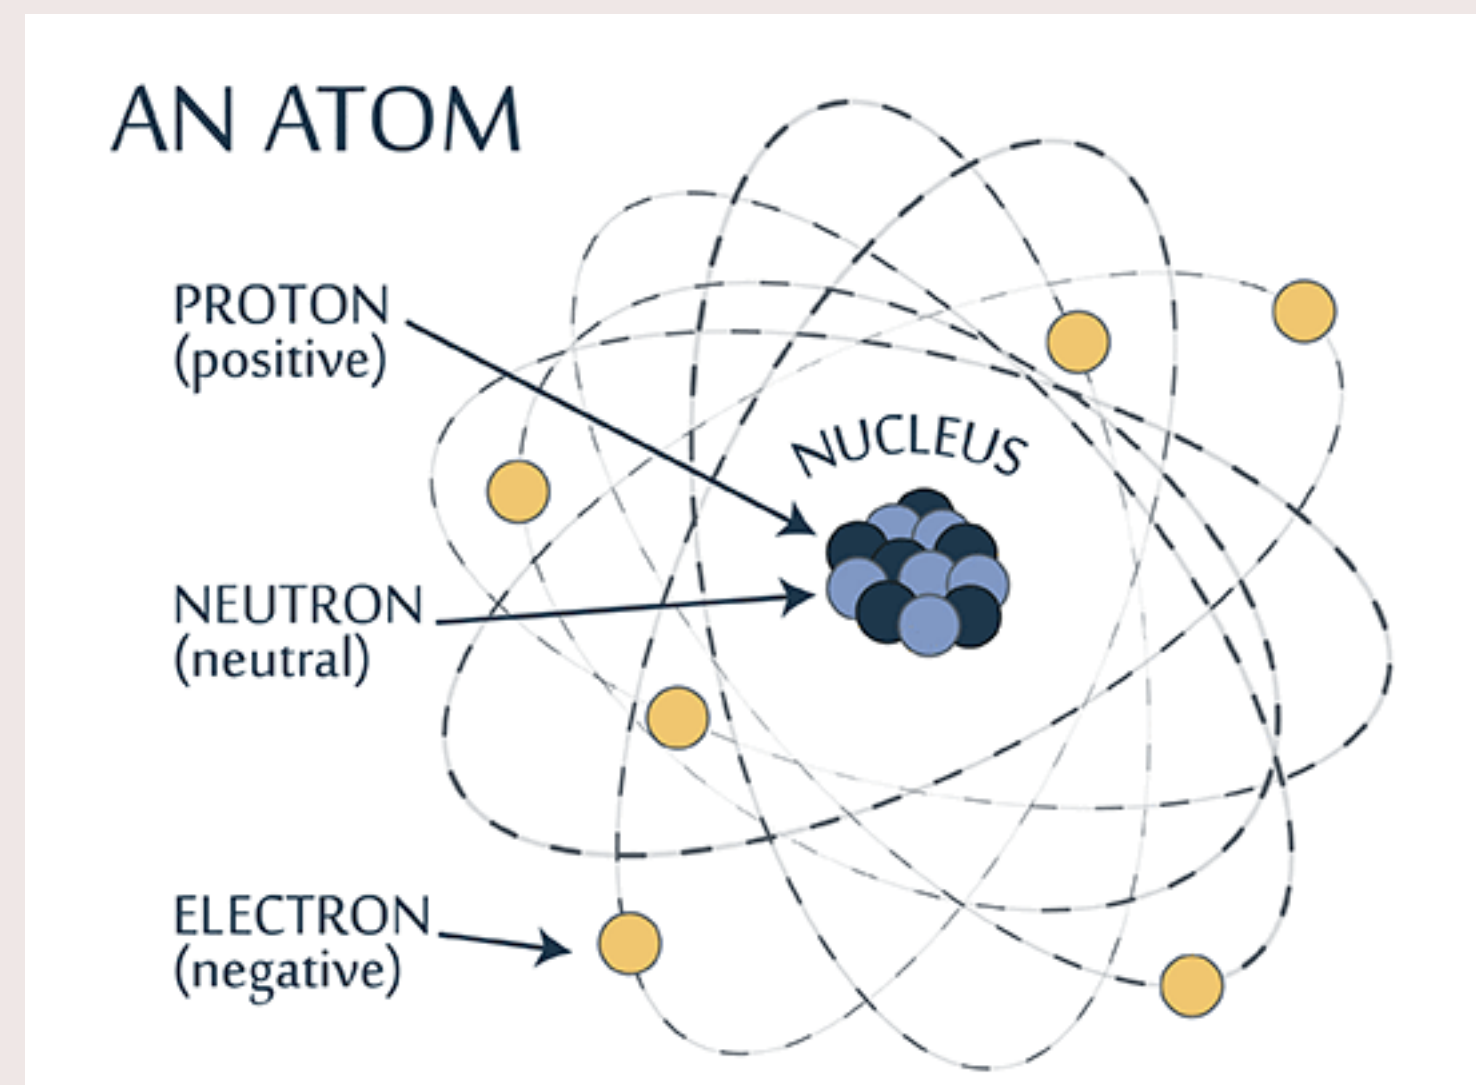 AN ATOM
PROTON
(positive)
NUCLEUS
NEUTRON
(neutral)
ELECTRON
(negative)